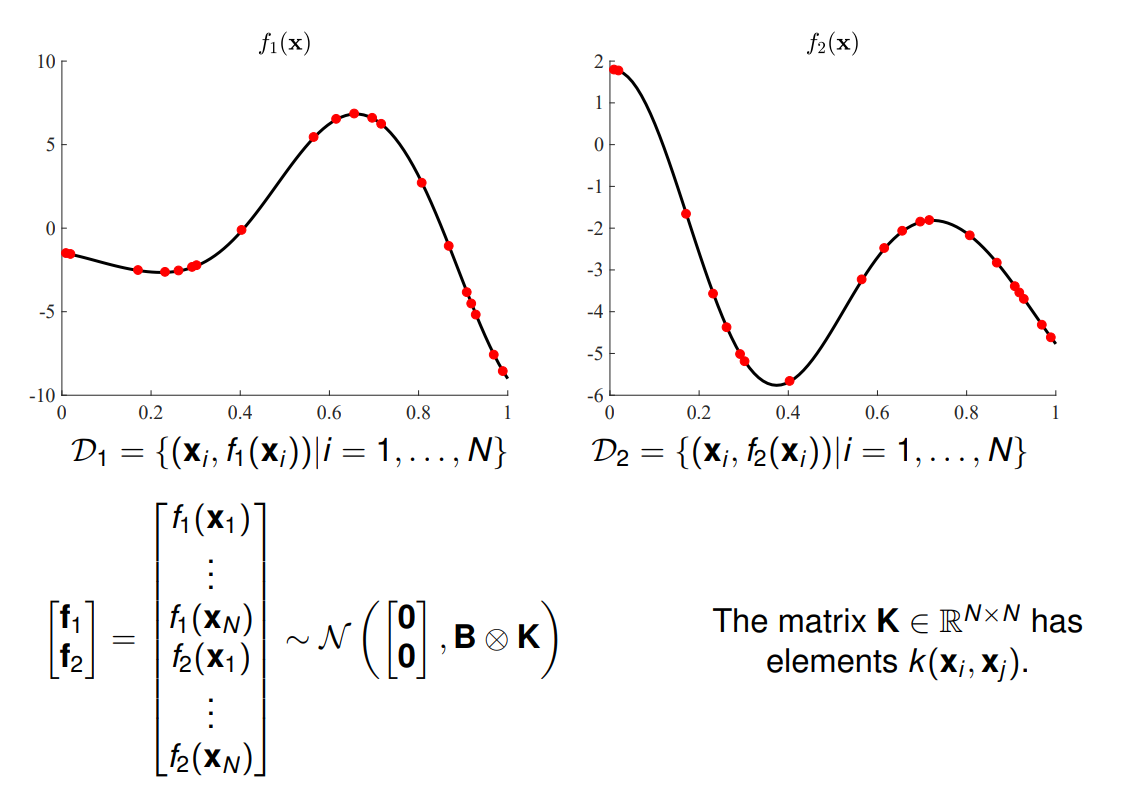 f₁(𝐱)
f₂(𝐱)
10
5
0
-5
-10
0 0.2 0.4 0.6 0.8 1
2
1
0
-1
-2
-3
-4
-5
-6
0 0.2 0.4 0.6 0.8 1
𝒟₁ = {(𝐱ᵢ, f₁(𝐱ᵢ))|i = 1, . . . , N}
𝒟₂ = {(𝐱ᵢ, f₂(𝐱ᵢ))|i = 1, . . . , N}
[𝐟₁ 𝐟₂] = [f₁(𝐱₁) ⋮ f₁(𝐱_N) f₂(𝐱₁) ⋮ f₂(𝐱_N)] ∼ 𝒩 ([𝟎 𝟎], 𝐁 ⊗ 𝐊)
The matrix 𝐊 ∈ ℝ^{N×N} has
elements k(𝐱ᵢ, 𝐱ⱼ).